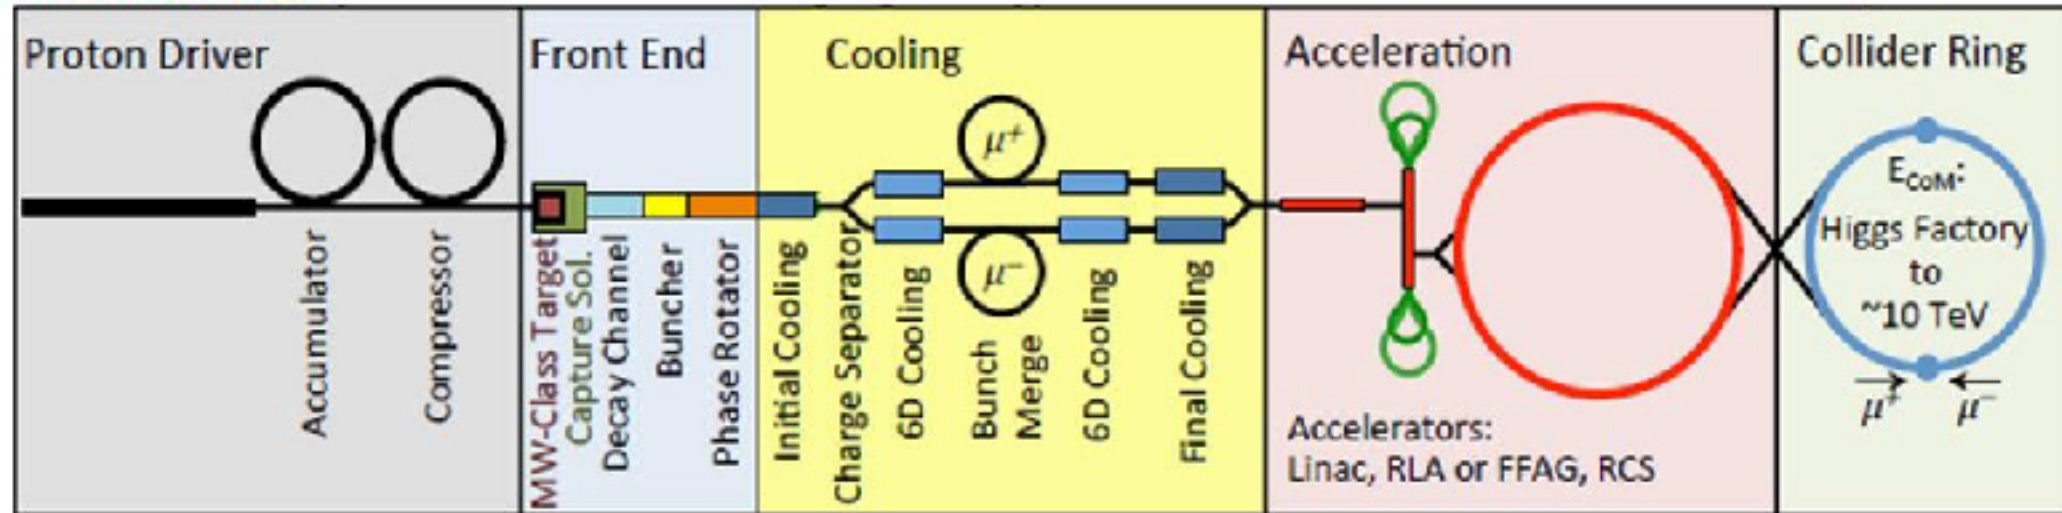 Proton Driver
Accumulator
Compressor
Front End
MW-Class Target
Capture Sol.
Decay Channel
Buncher
Phase Rotator
Cooling
μ+
μ−
Initial Cooling
Charge Separator
6D Cooling
Bunch
Merge
6D Cooling
Final Cooling
Acceleration
Accelerators:
Linac, RLA or FFAG, RCS
Collider Ring
ECoM:
Higgs Factory
to
~10 TeV
μ+ μ−